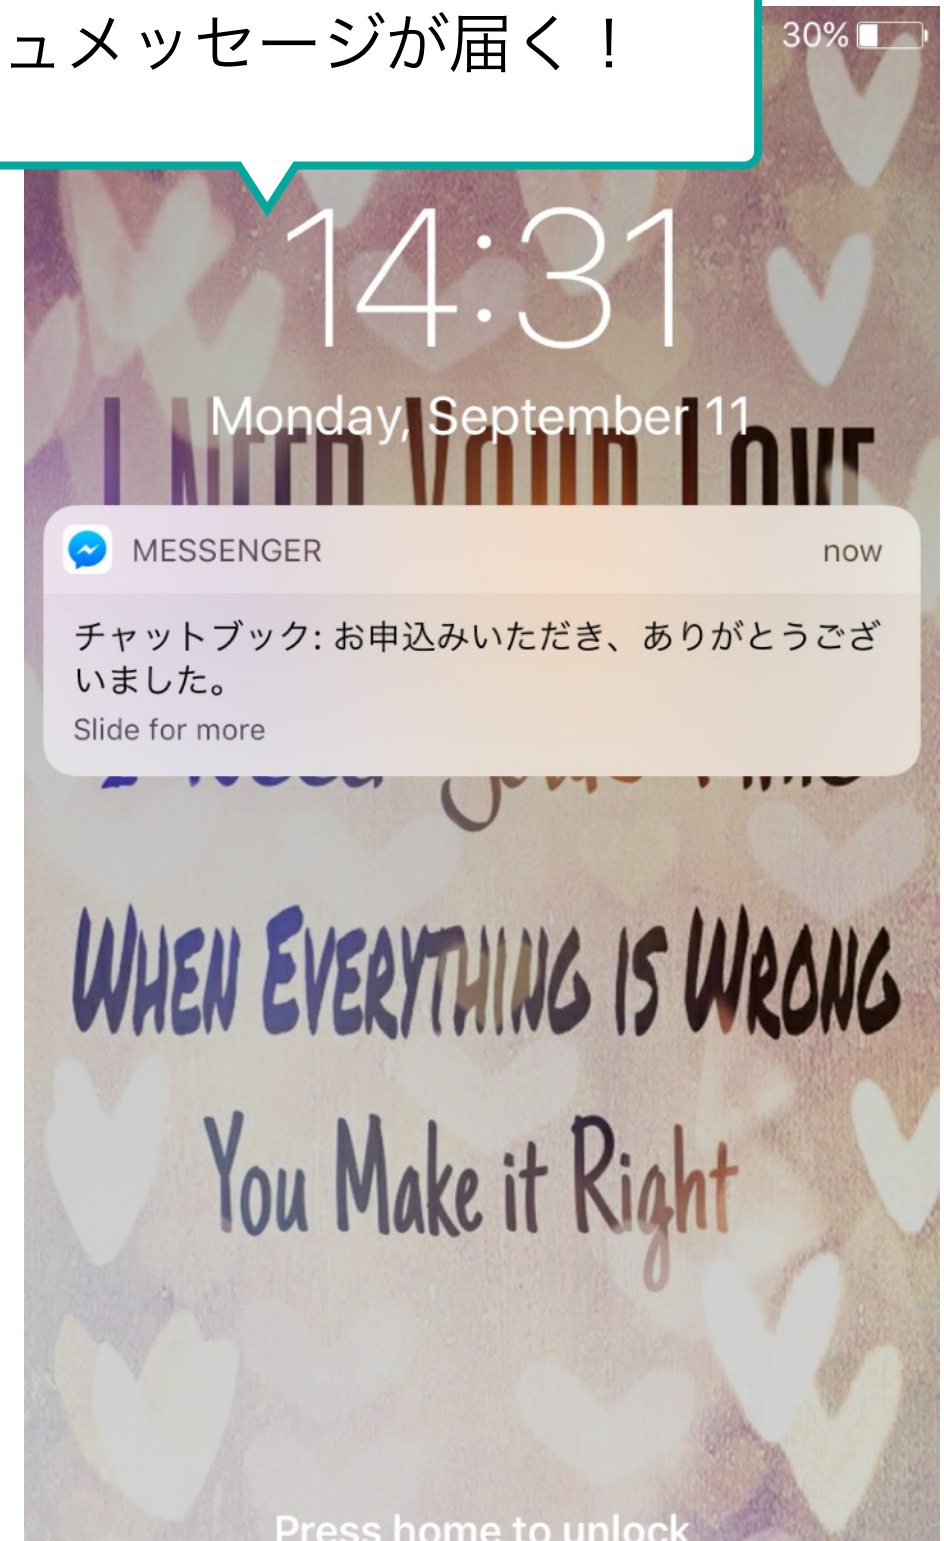 ュメッセージが届く！
30%
14:31
Monday, September 11
I NEED YOUR LOVE
MESSENGER now
チャットブック: お申込みいただき、ありがとうござ
いました。
Slide for more
WHEN EVERYTHING IS WRONG
You Make it Right
Press home to unlock